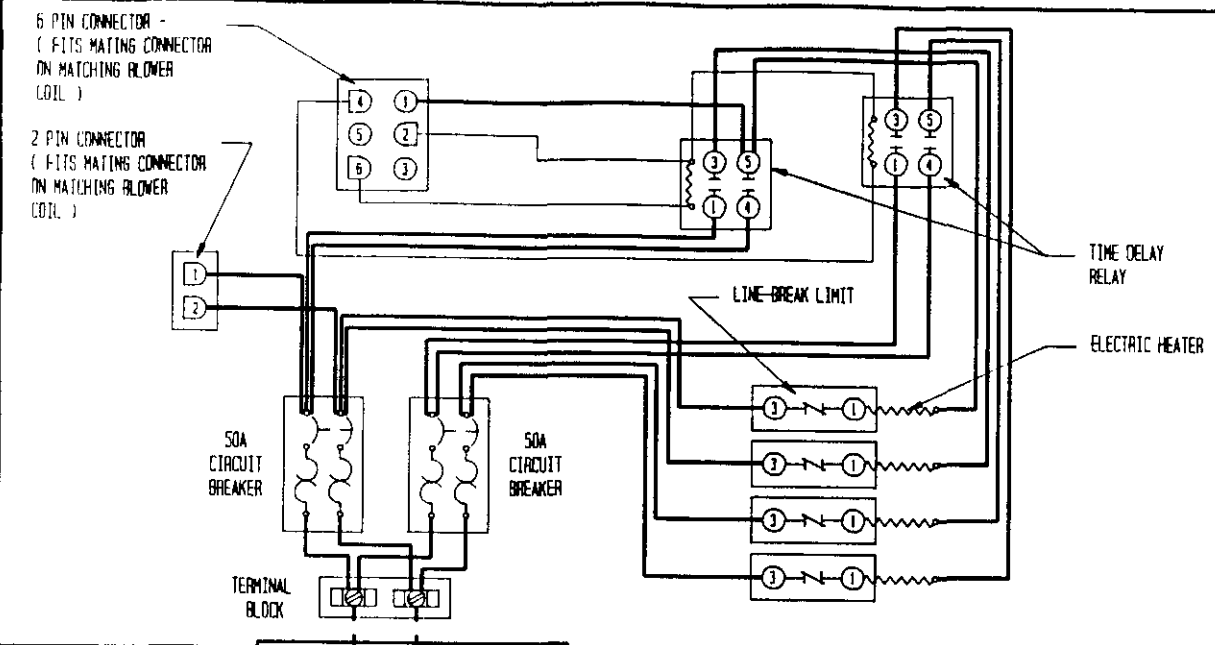 6 PIN CONNECTOR -
( FITS MATING CONNECTOR
ON MATCHING BLOWER
COIL )
2 PIN CONNECTOR
( FITS MATING CONNECTOR
ON MATCHING BLOWER
COIL )
4 1
5 2
6 3
1
2
3 5
1 4
3 5
1 4
TIME DELAY
RELAY
LINE BREAK LIMIT
ELECTRIC HEATER
3 1
3 1
3 1
3 1
50A
CIRCUIT
BREAKER
50A
CIRCUIT
BREAKER
TERMINAL
BLOCK